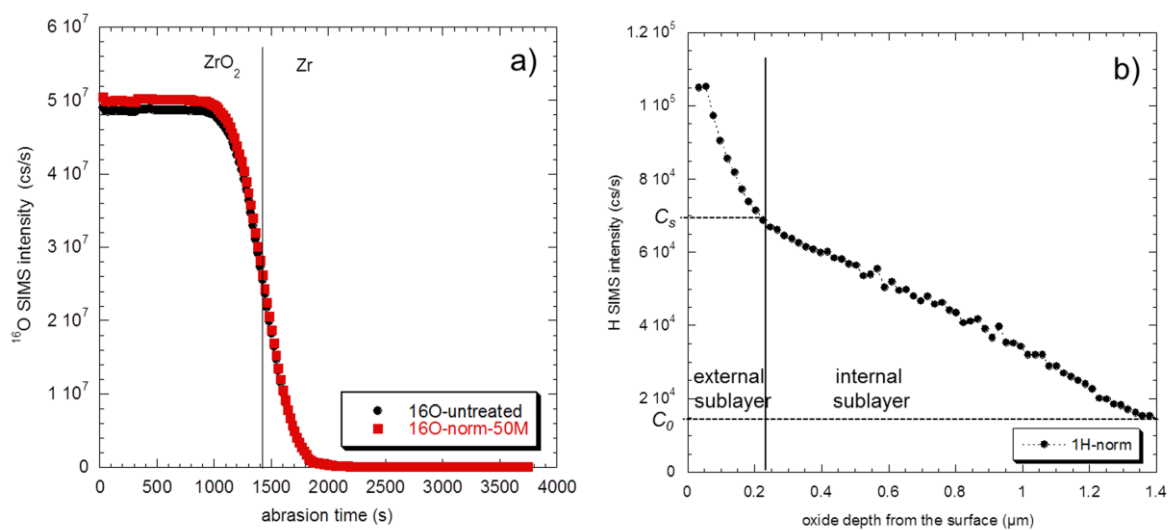 a)
ZrO2
Zr
6 10^7
5 10^7
4 10^7
3 10^7
2 10^7
1 10^7
0
16O SIMS intensity (cs/s)
16O-untreated
16O-norm-50M
0 500 1000 1500 2000 2500 3000 3500 4000
abrasion time (s)
b)
1.2 10^5
1 10^5
8 10^4
6 10^4
4 10^4
2 10^4
0
Cs
C0
H SIMS intensity (cs/s)
external
sublayer
internal
sublayer
1H-norm
0 0.2 0.4 0.6 0.8 1 1.2 1.4
oxide depth from the surface (µm)